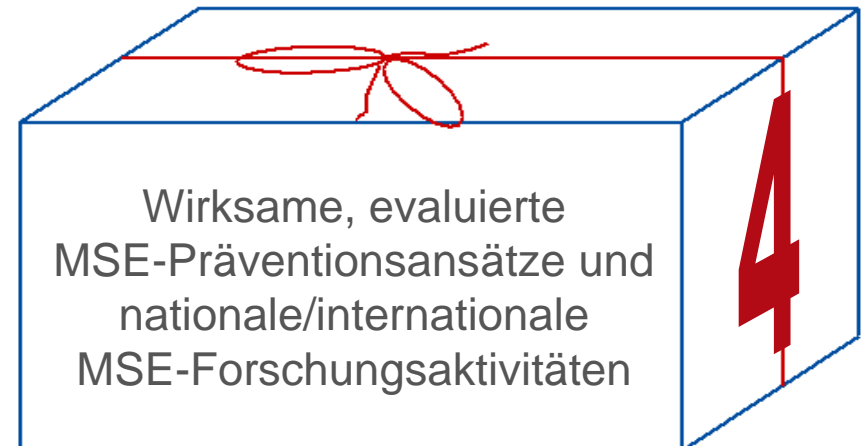 Wirksame, evaluierte
MSE-Präventionsansätze und
nationale/internationale
MSE-Forschungsaktivitäten
4